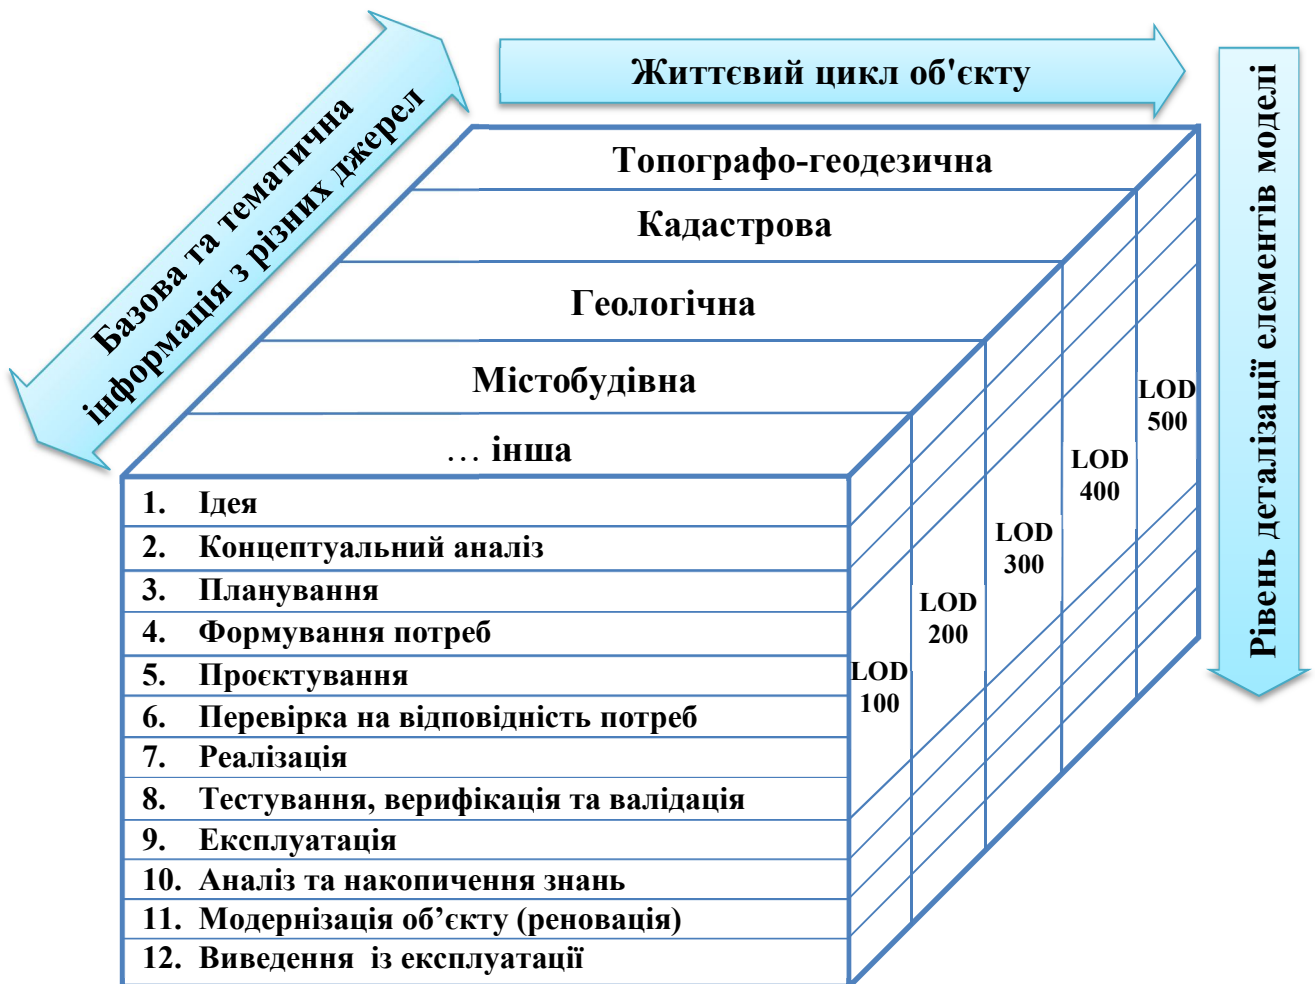 Життєвий цикл об'єкту
Базова та тематична
інформація з різних джерел
Рівень деталізації елементів моделі
Топографо-геодезична
Кадастрова
Геологічна
Містобудівна
… інша
1. Ідея
2. Концептуальний аналіз
3. Планування
4. Формування потреб
5. Проєктування
6. Перевірка на відповідність потреб
7. Реалізація
8. Тестування, верифікація та валідація
9. Експлуатація
10. Аналіз та накопичення знань
11. Модернізація об’єкту (реновація)
12. Виведення із експлуатації
LOD
100
LOD
200
LOD
300
LOD
400
LOD
500